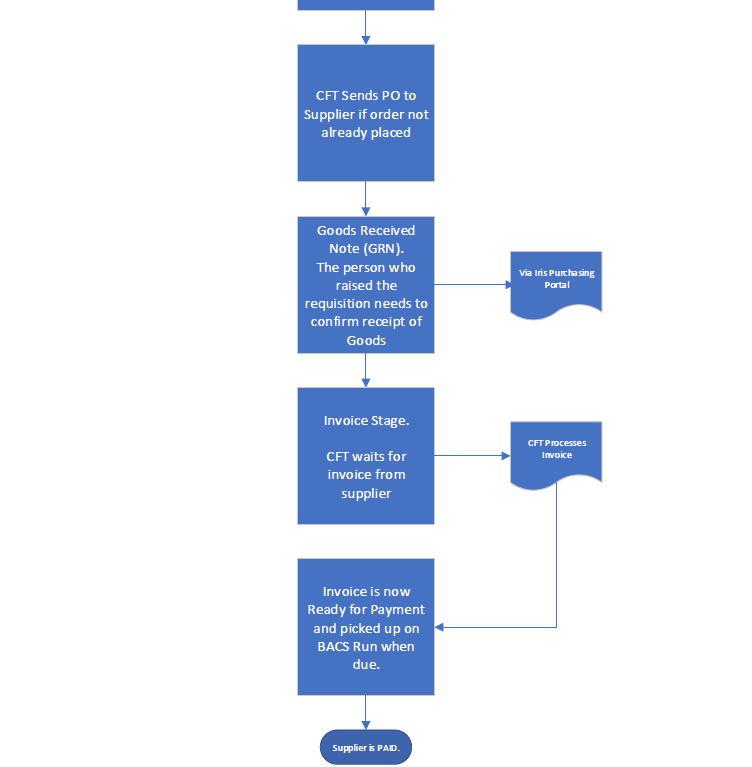 CFT Sends PO to
Supplier if order not
already placed
Goods Received
Note (GRN).
The person who
raised the
requisition needs to
confirm receipt of
Goods
Via Iris Purchasing
Portal
Invoice Stage.
CFT waits for
invoice from
supplier
CFT Processes
Invoice
Invoice is now
Ready for Payment
and picked up on
BACS Run when
due.
Supplier is PAID.